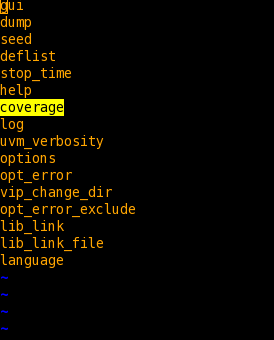 gui
dump
seed
deflist
stop_time
help
coverage
log
uvm_verbosity
options
opt_error
vip_change_dir
opt_error_exclude
lib_link
lib_link_file
language
~
~
~
~